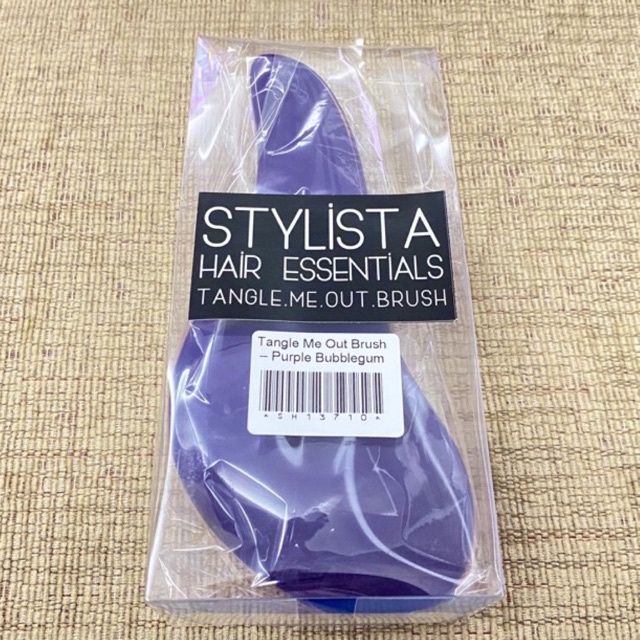 STYLiSTA
HAiR ESSENTiALS
TANGLE.ME.OUT.BRUSH
Tangle Me Out Brush
– Purple Bubblegum
*SH13710*